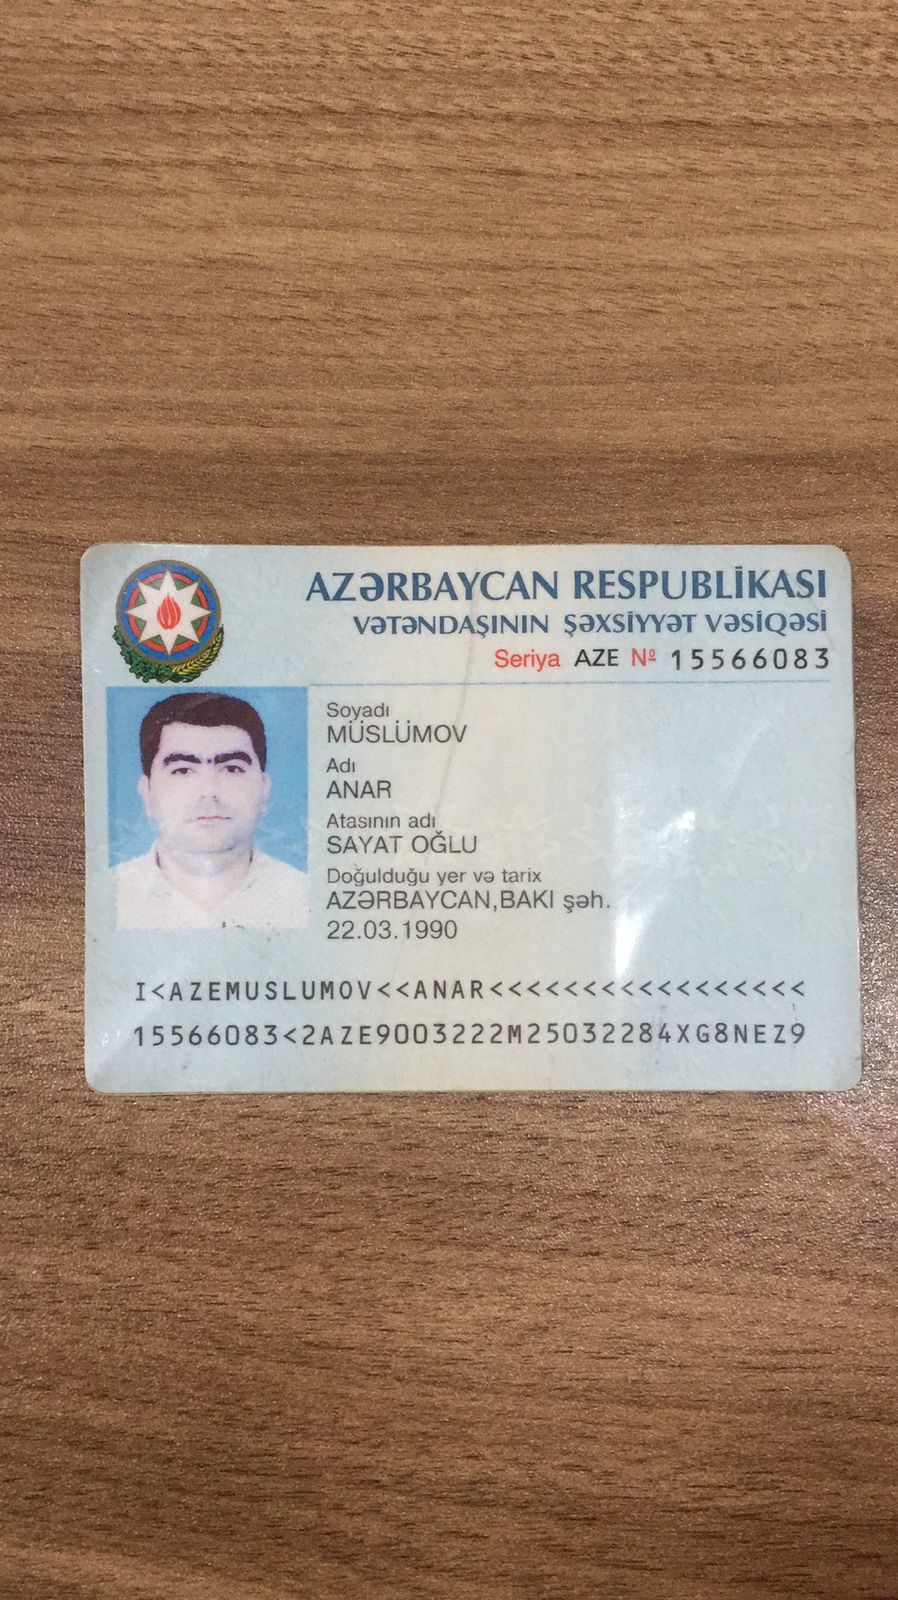 AZƏRBAYCAN RESPUBLİKASI
VƏTƏNDAŞININ ŞƏXSİYYƏT VƏSİQƏSİ
Seriya AZE № 15566083
Soyadı
MÜSLÜMOV
Adı
ANAR
Atasının adı
SAYAT OĞLU
Doğulduğu yer və tarix
AZƏRBAYCAN,BAKI şəh.
22.03.1990
I<AZEMUSLUMOV<<ANAR<<<<<<<<<<<<<<<<<
15566083<2AZE9003222M25032284XG8NEZ9